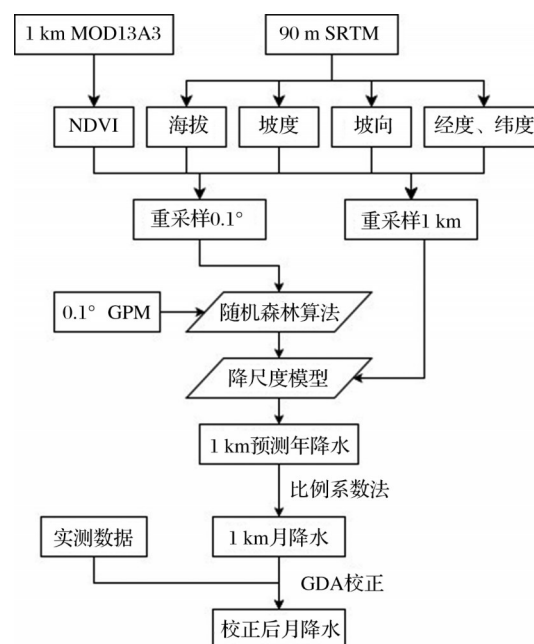 1 km MOD13A3
90 m SRTM
NDVI
海拔
坡度
坡向
经度、纬度
重采样0.1°
重采样1 km
0.1° GPM
随机森林算法
降尺度模型
1 km预测年降水
比例系数法
实测数据
1 km月降水
GDA校正
校正后月降水